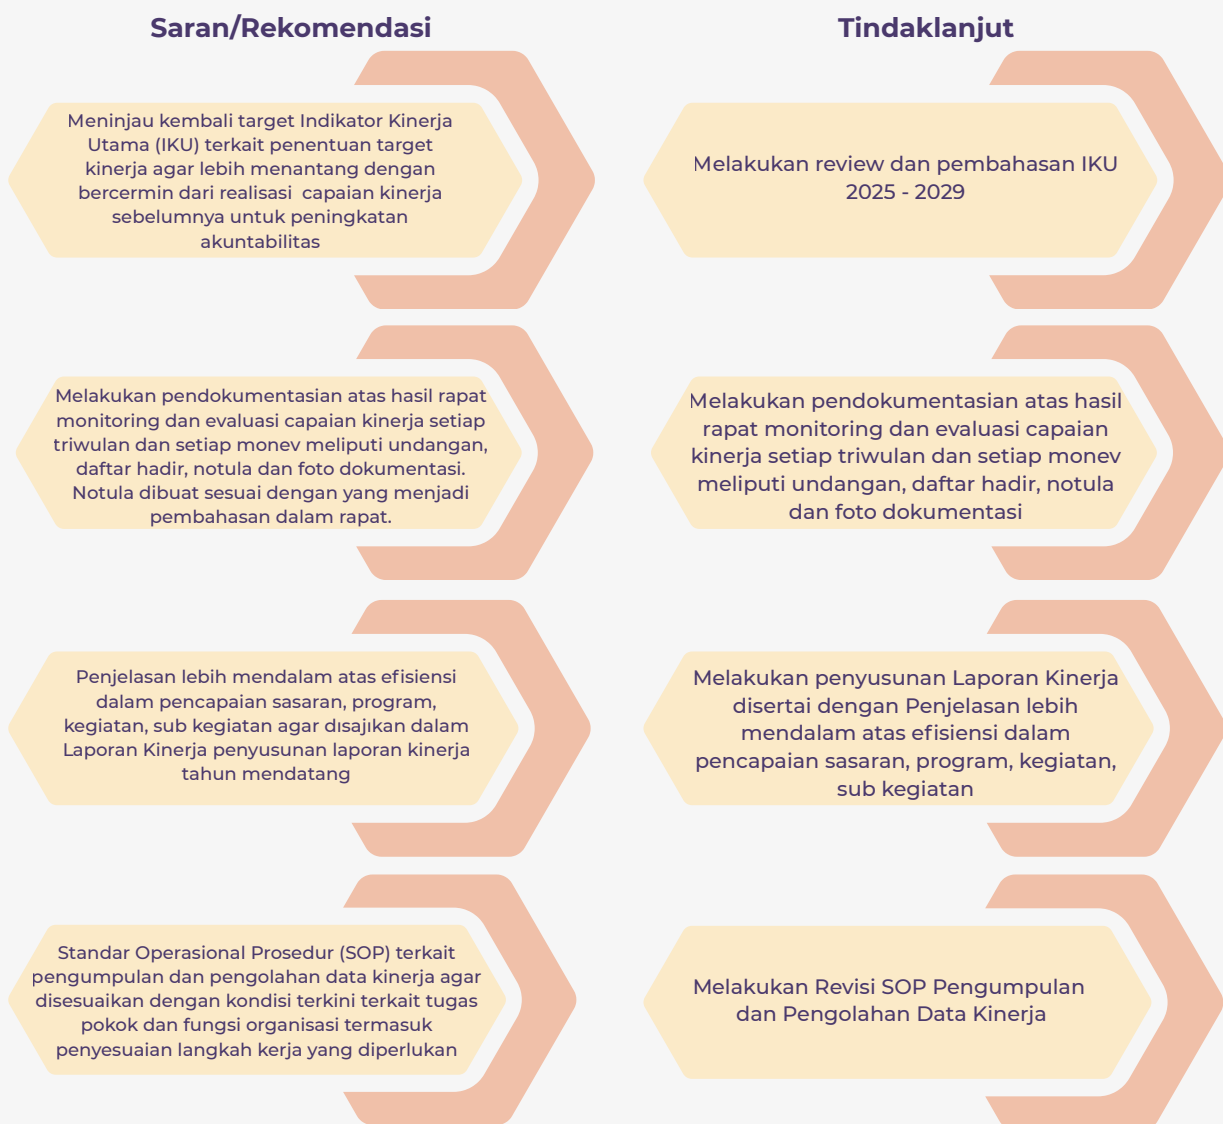 Saran/Rekomendasi
Tindaklanjut
Meninjau kembali target Indikator Kinerja
Utama (IKU) terkait penentuan target
kinerja agar lebih menantang dengan
bercermin dari realisasi capaian kinerja
sebelumnya untuk peningkatan
akuntabilitas
Melakukan review dan pembahasan IKU
2025 - 2029
Melakukan pendokumentasian atas hasil rapat
monitoring dan evaluasi capaian kinerja setiap
triwulan dan setiap monev meliputi undangan,
daftar hadir, notula dan foto dokumentasi.
Notula dibuat sesuai dengan yang menjadi
pembahasan dalam rapat.
Melakukan pendokumentasian atas hasil
rapat monitoring dan evaluasi capaian
kinerja setiap triwulan dan setiap monev
meliputi undangan, daftar hadir, notula
dan foto dokumentasi
Penjelasan lebih mendalam atas efisiensi
dalam pencapaian sasaran, program,
kegiatan, sub kegiatan agar disajikan dalam
Laporan Kinerja penyusunan laporan kinerja
tahun mendatang
Melakukan penyusunan Laporan Kinerja
disertai dengan Penjelasan lebih
mendalam atas efisiensi dalam
pencapaian sasaran, program, kegiatan,
sub kegiatan
Standar Operasional Prosedur (SOP) terkait
pengumpulan dan pengolahan data kinerja agar
disesuaikan dengan kondisi terkini terkait tugas
pokok dan fungsi organisasi termasuk
penyesuaian langkah kerja yang diperlukan
Melakukan Revisi SOP Pengumpulan
dan Pengolahan Data Kinerja